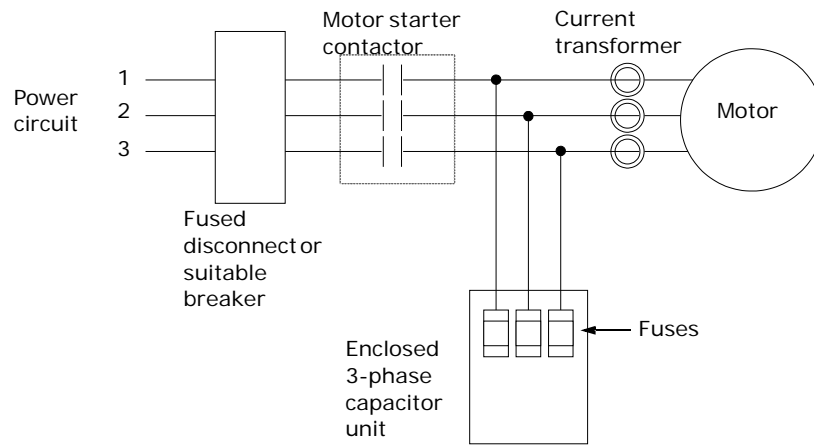 Motor starter
contactor
Current
transformer
Power
circuit
1
2
3
Motor
Fused
disconnect or
suitable
breaker
Fuses
Enclosed
3-phase
capacitor
unit